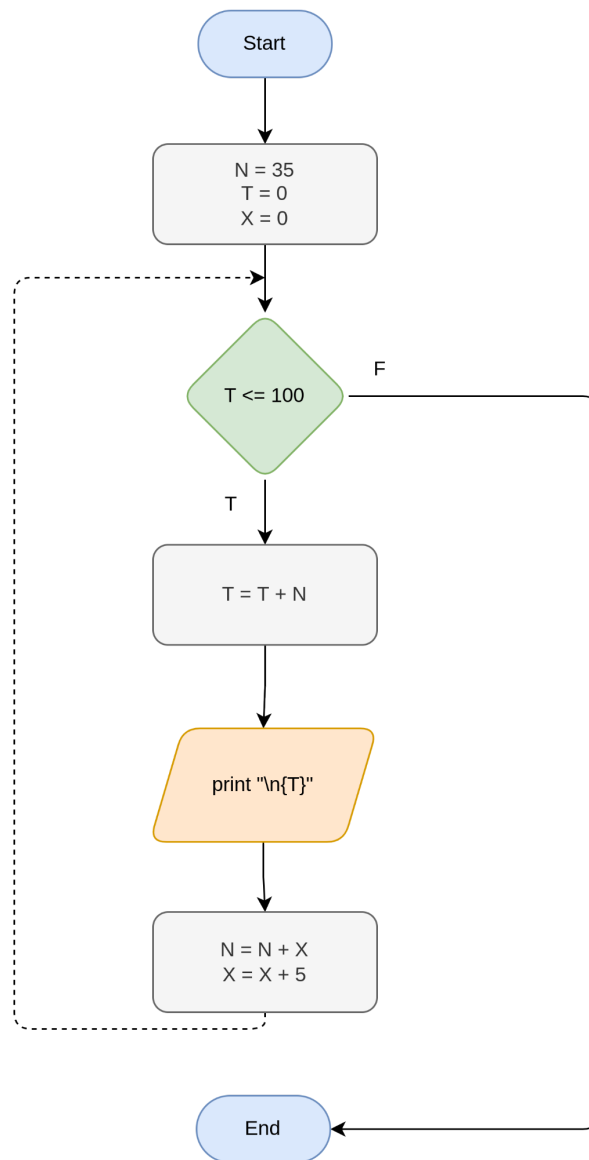 Start
N = 35
T = 0
X = 0
T <= 100
F
T
T = T + N
print "\n{T}"
N = N + X
X = X + 5
End